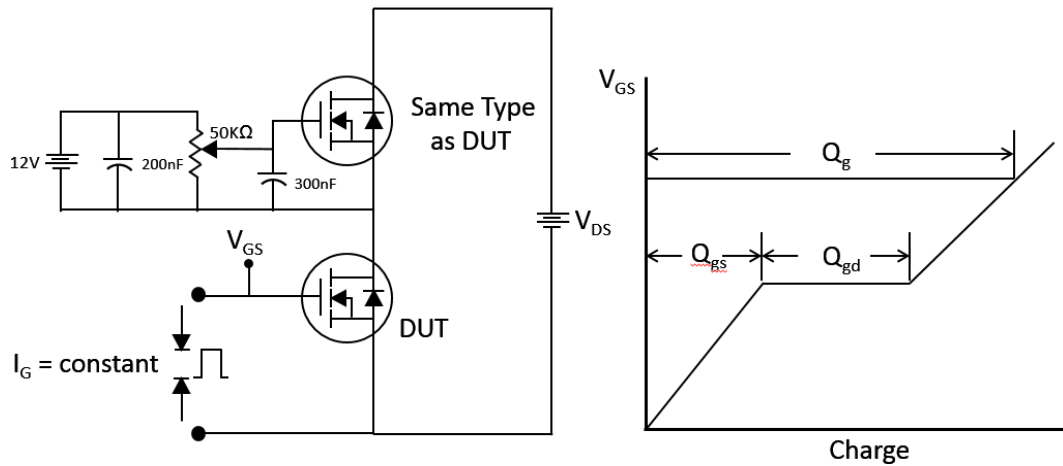 12V
200nF
50KΩ
300nF
Same Type
as DUT
V_GS
DUT
I_G = constant
V_DS
V_GS
Q_g
Q_gs
Q_gd
Charge